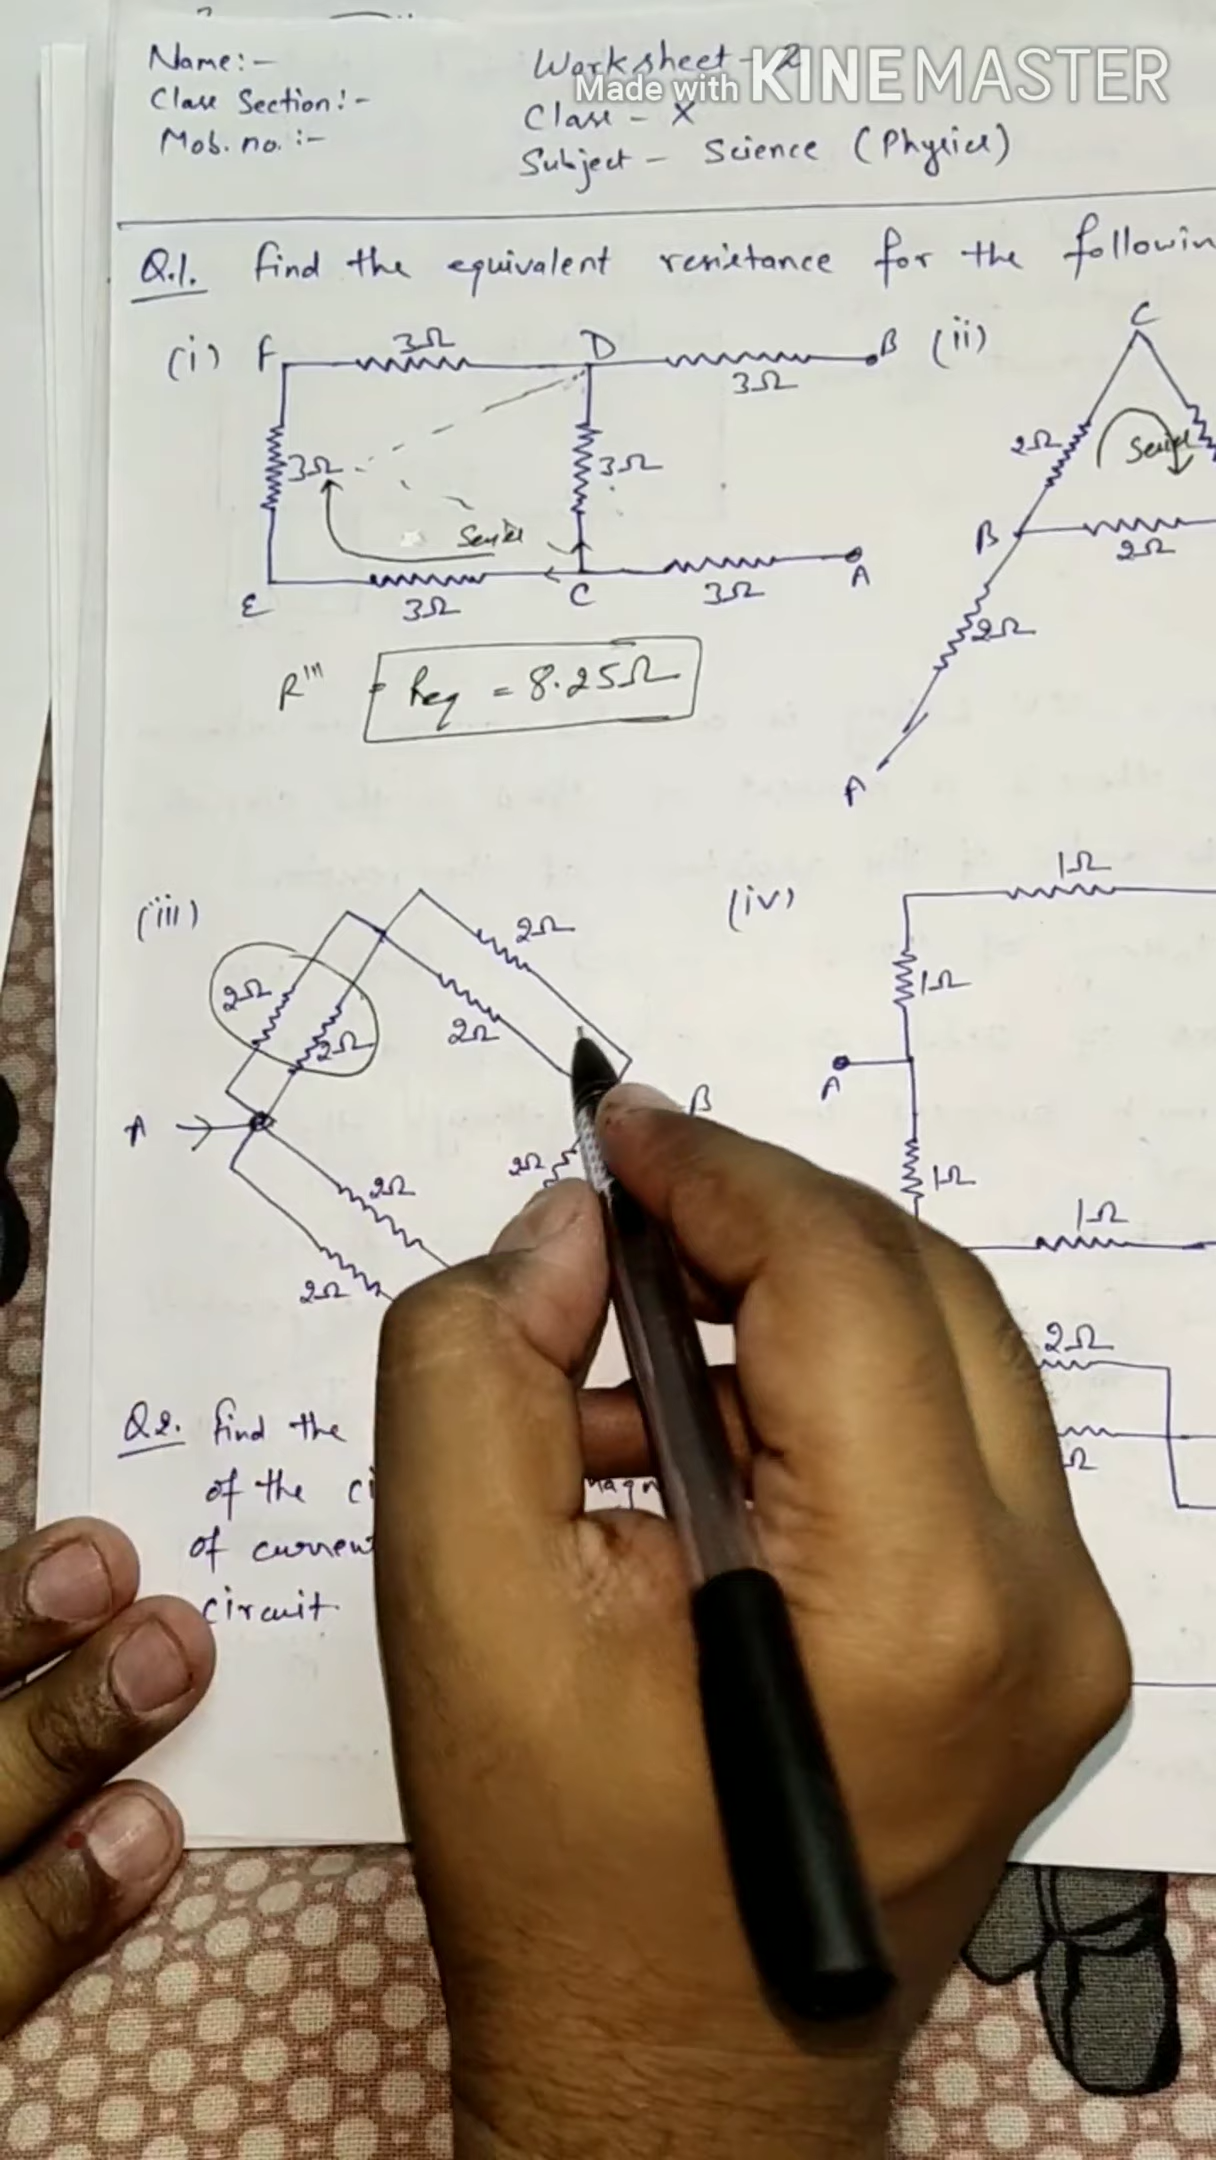 Name:-
Class Section:-
Mob. no. :-
Worksheet - 2
Made with KINEMASTER
Class - X
Subject - Science (Physics)
Q.1. find the equivalent resistance for the followin
(i)
F 3Ω D B
3Ω
3Ω
3Ω
Series
E 3Ω C 3Ω A
R''' = Req = 8.25Ω
(ii)
C
2Ω
Series
B
2Ω
2Ω
A
(iii)
2Ω
2Ω
2Ω
2Ω
A
B
2Ω
2Ω
2Ω
(iv)
1Ω
1Ω
A
1Ω
1Ω
2Ω
Ω
Q2. find the
of the ci
of curren
circuit